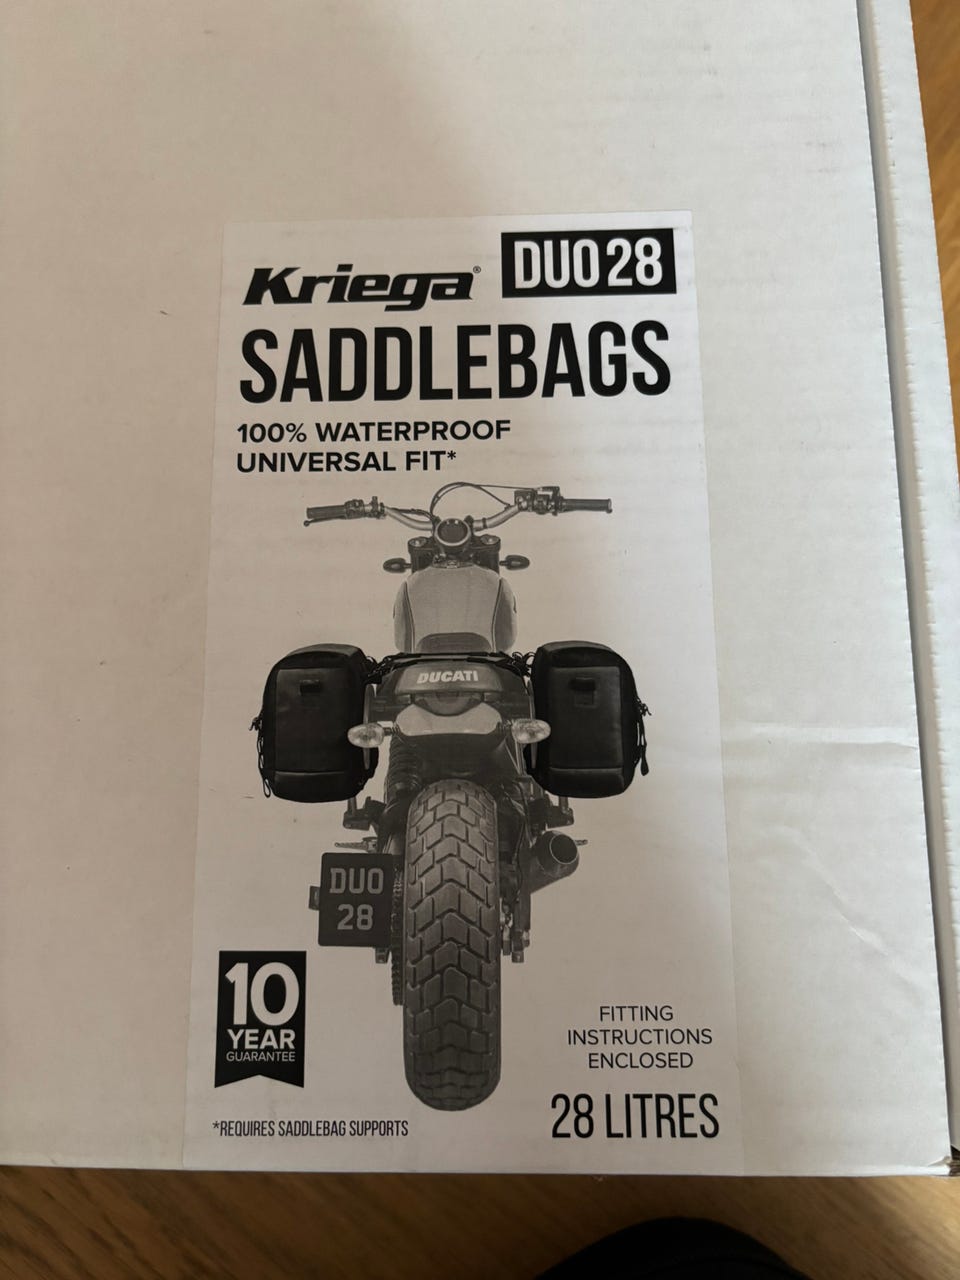 Kriega® DUO28
SADDLEBAGS
100% WATERPROOF
UNIVERSAL FIT*
DUCATI
DUO
28
10
YEAR
GUARANTEE
FITTING
INSTRUCTIONS
ENCLOSED
28 LITRES
*REQUIRES SADDLEBAG SUPPORTS